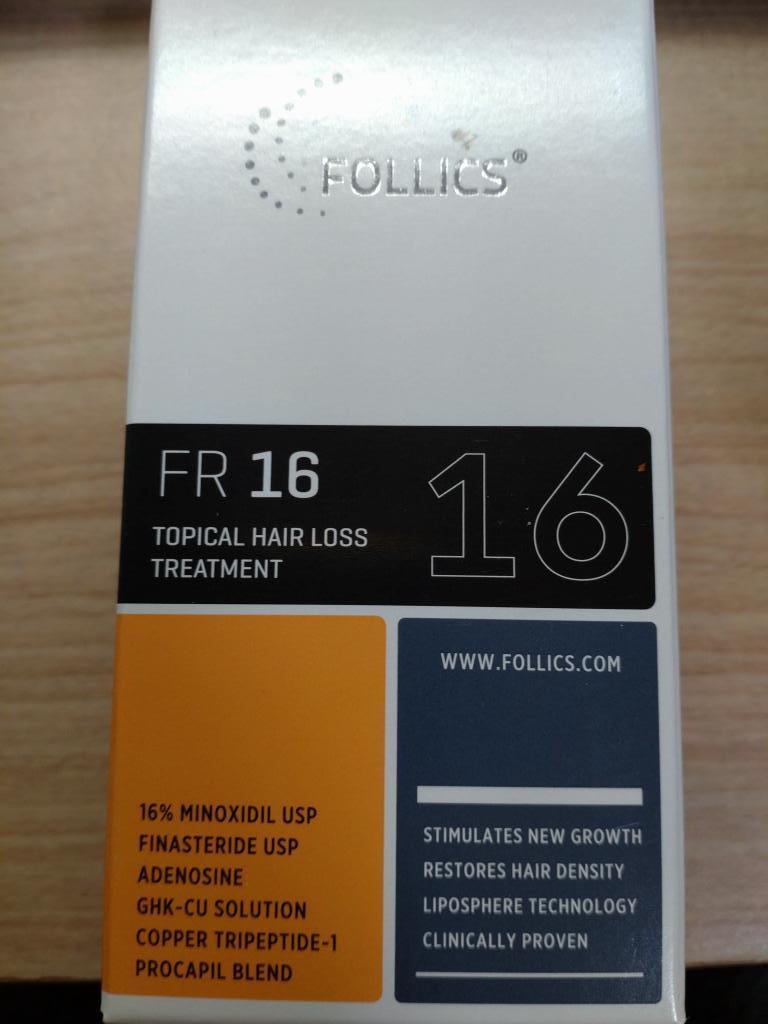 FOLLICS®
FR 16
16
TOPICAL HAIR LOSS
TREATMENT
16% MINOXIDIL USP
FINASTERIDE USP
ADENOSINE
GHK-CU SOLUTION
COPPER TRIPEPTIDE-1
PROCAPIL BLEND
WWW.FOLLICS.COM
STIMULATES NEW GROWTH
RESTORES HAIR DENSITY
LIPOSPHERE TECHNOLOGY
CLINICALLY PROVEN